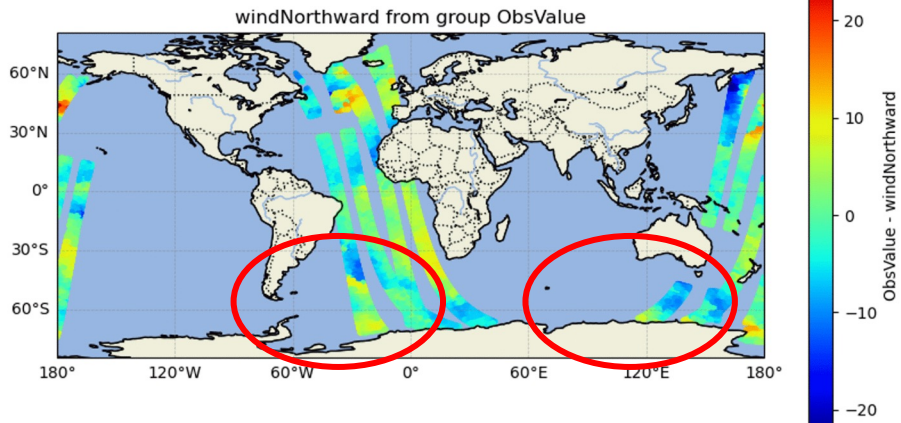 windNorthward from group ObsValue
60°N
30°N
0°
30°S
60°S
180°
120°W
60°W
0°
60°E
120°E
180°
20
10
0
−10
−20
ObsValue - windNorthward